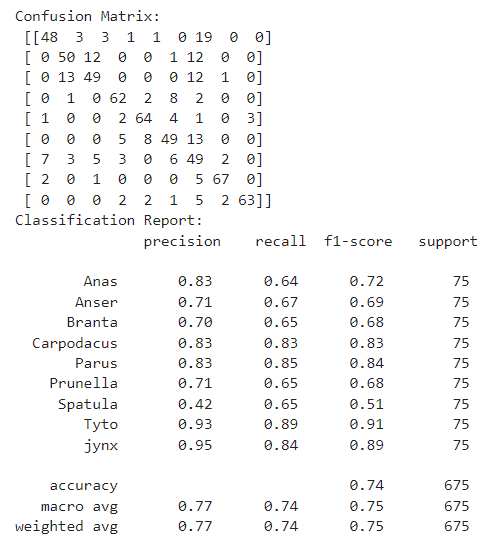 Confusion Matrix:
[[48 3 3 1 1 0 19 0 0]
[ 0 50 12 0 0 1 12 0 0]
[ 0 13 49 0 0 0 12 1 0]
[ 0 1 0 62 2 8 2 0 0]
[ 1 0 0 2 64 4 1 0 3]
[ 0 0 0 5 8 49 13 0 0]
[ 7 3 5 3 0 6 49 2 0]
[ 2 0 1 0 0 0 5 67 0]
[ 0 0 0 2 2 1 5 2 63]]
Classification Report:
precision recall f1-score support
Anas 0.83 0.64 0.72 75
Anser 0.71 0.67 0.69 75
Branta 0.70 0.65 0.68 75
Carpodacus 0.83 0.83 0.83 75
Parus 0.83 0.85 0.84 75
Prunella 0.71 0.65 0.68 75
Spatula 0.42 0.65 0.51 75
Tyto 0.93 0.89 0.91 75
jynx 0.95 0.84 0.89 75
accuracy 0.74 675
macro avg 0.77 0.74 0.75 675
weighted avg 0.77 0.74 0.75 675